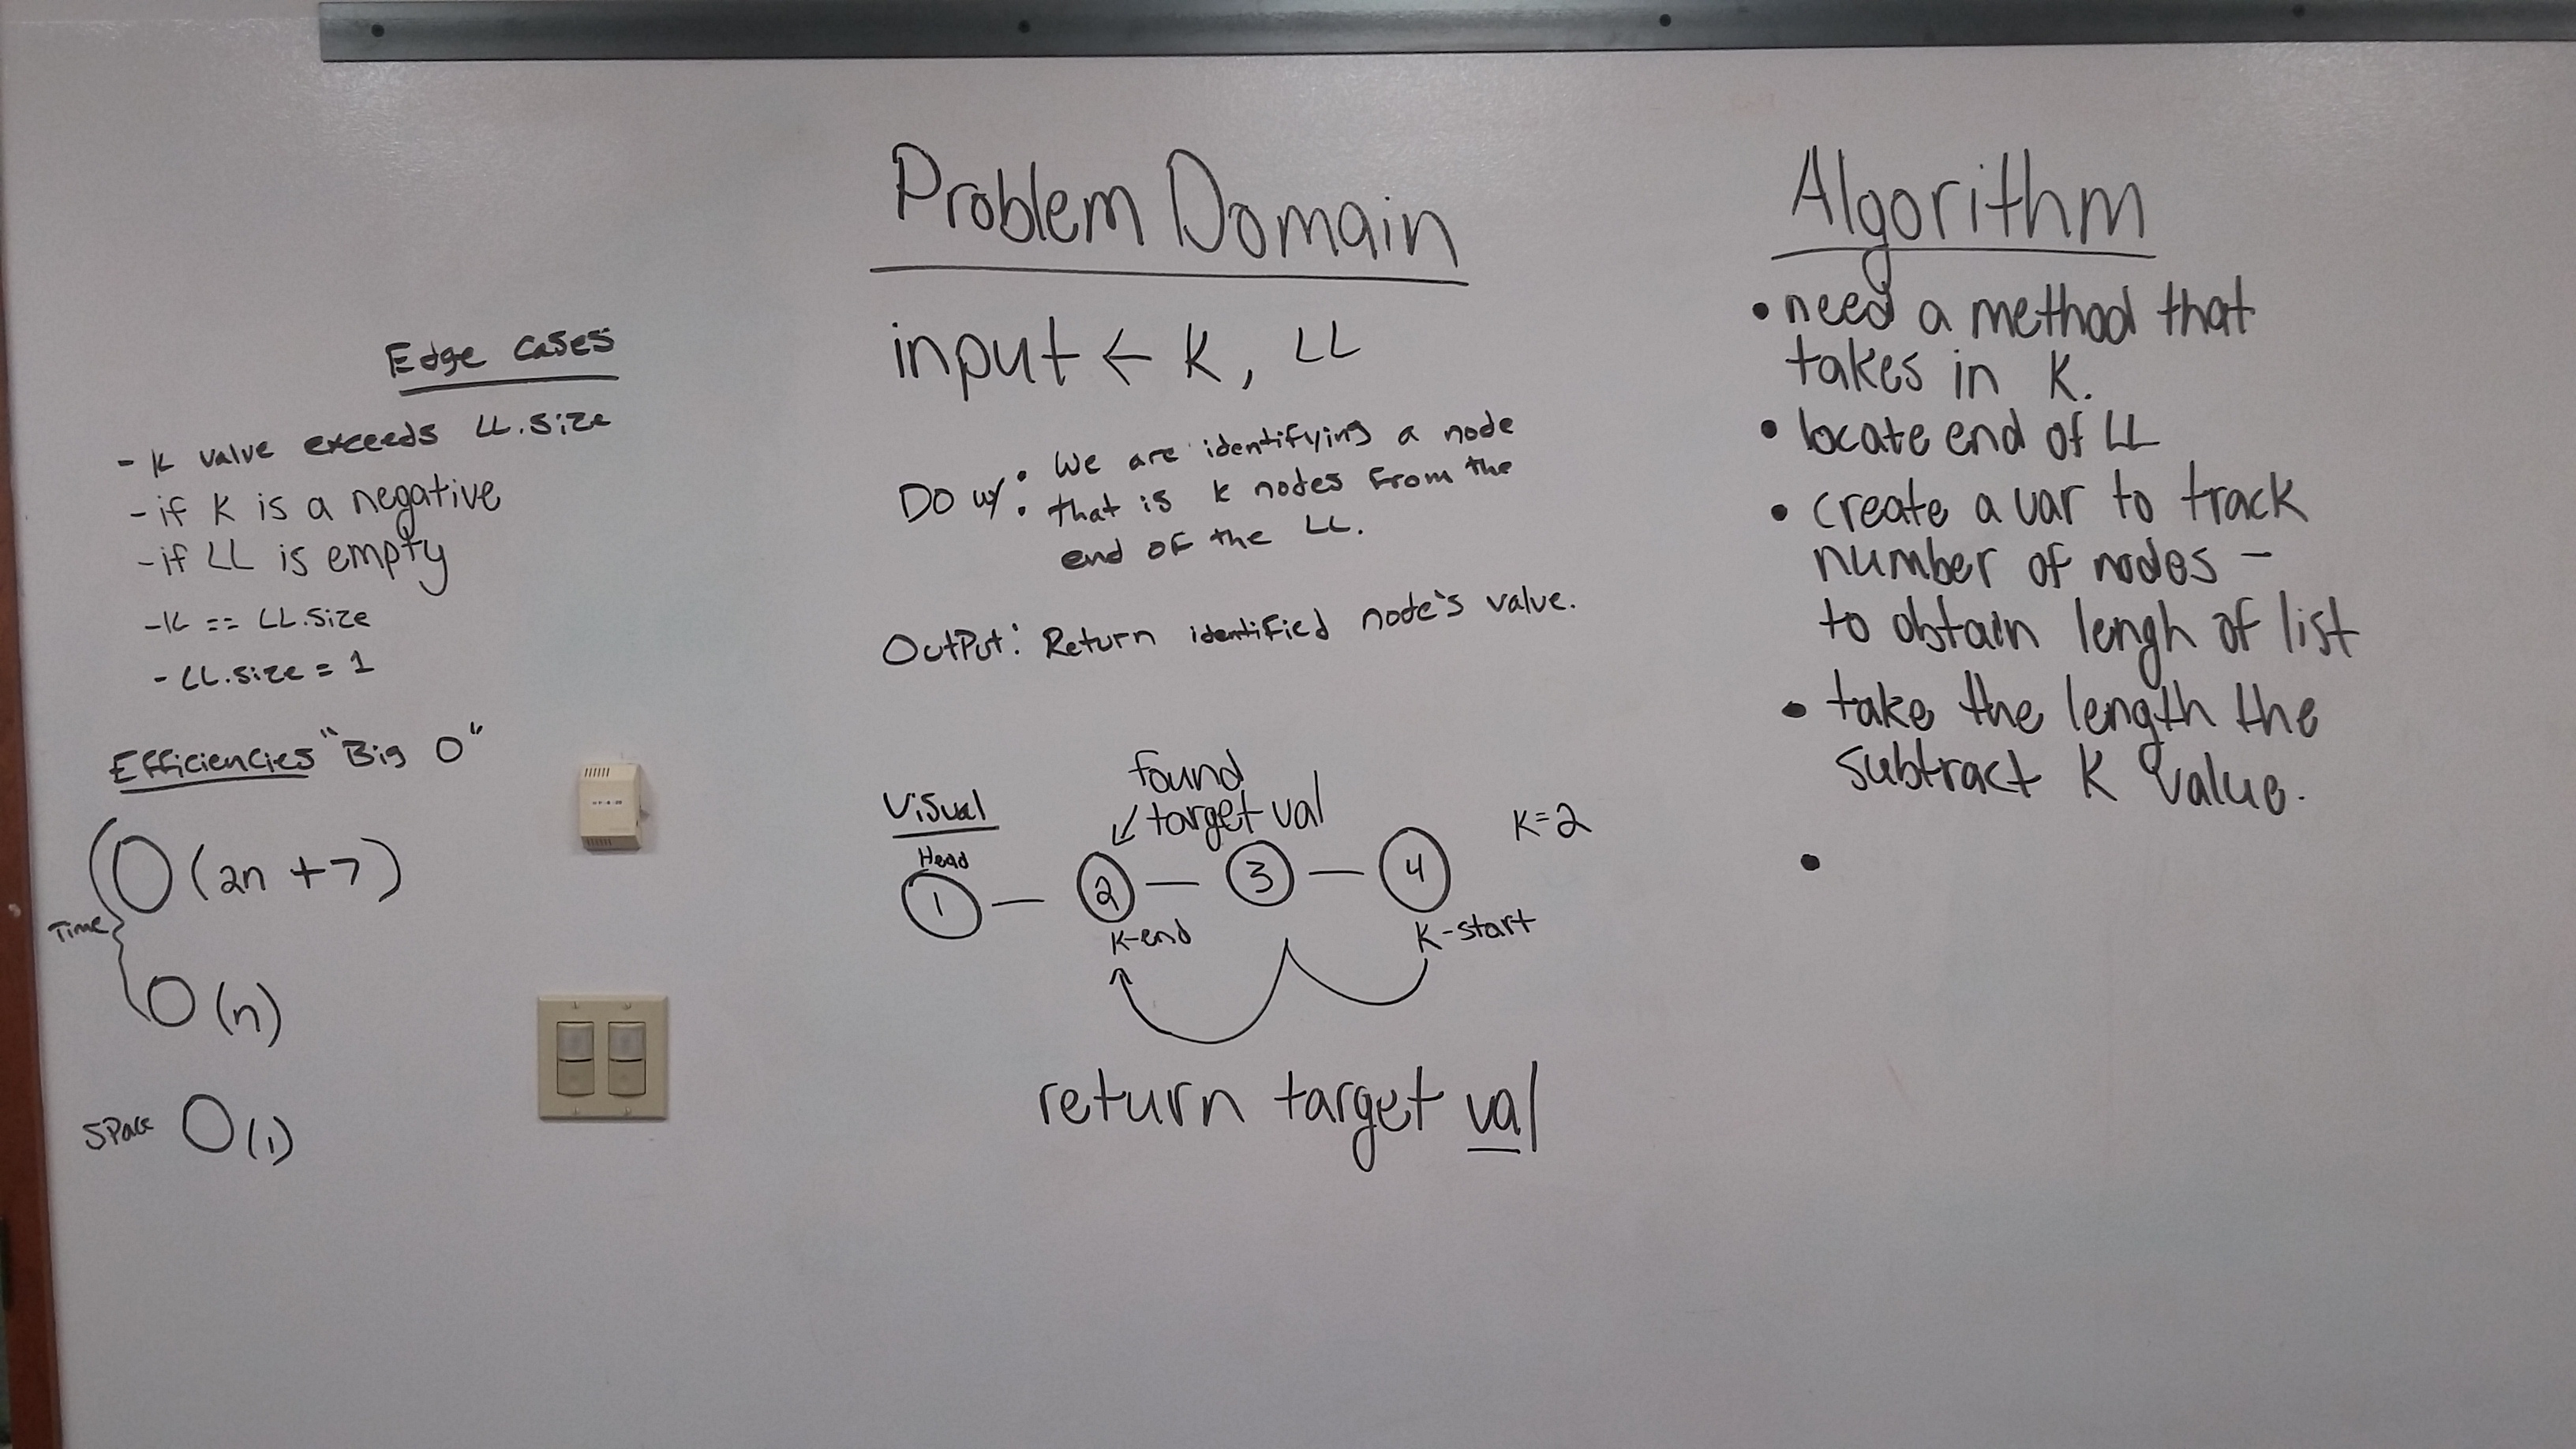 Edge cases
- K value exceeds LL.size
- if K is a negative
- if LL is empty
- K == LL.size
- LL.size = 1
Efficiencies "Big O"
Time
O(2n + 7)
O(n)
Space O(1)
Problem Domain
input ← K, LL
Do w/: We are identifying a node
that is K nodes from the
end of the LL.
Output: Return identified node's value.
Visual
found
target val
K=2
Head
1 — 2 — 3 — 4
K-end
K-start
return target val
Algorithm
• need a method that
takes in K.
• locate end of LL
• create a var to track
number of nodes -
to obtain lengh of list
• take the length the
subtract K value.
•